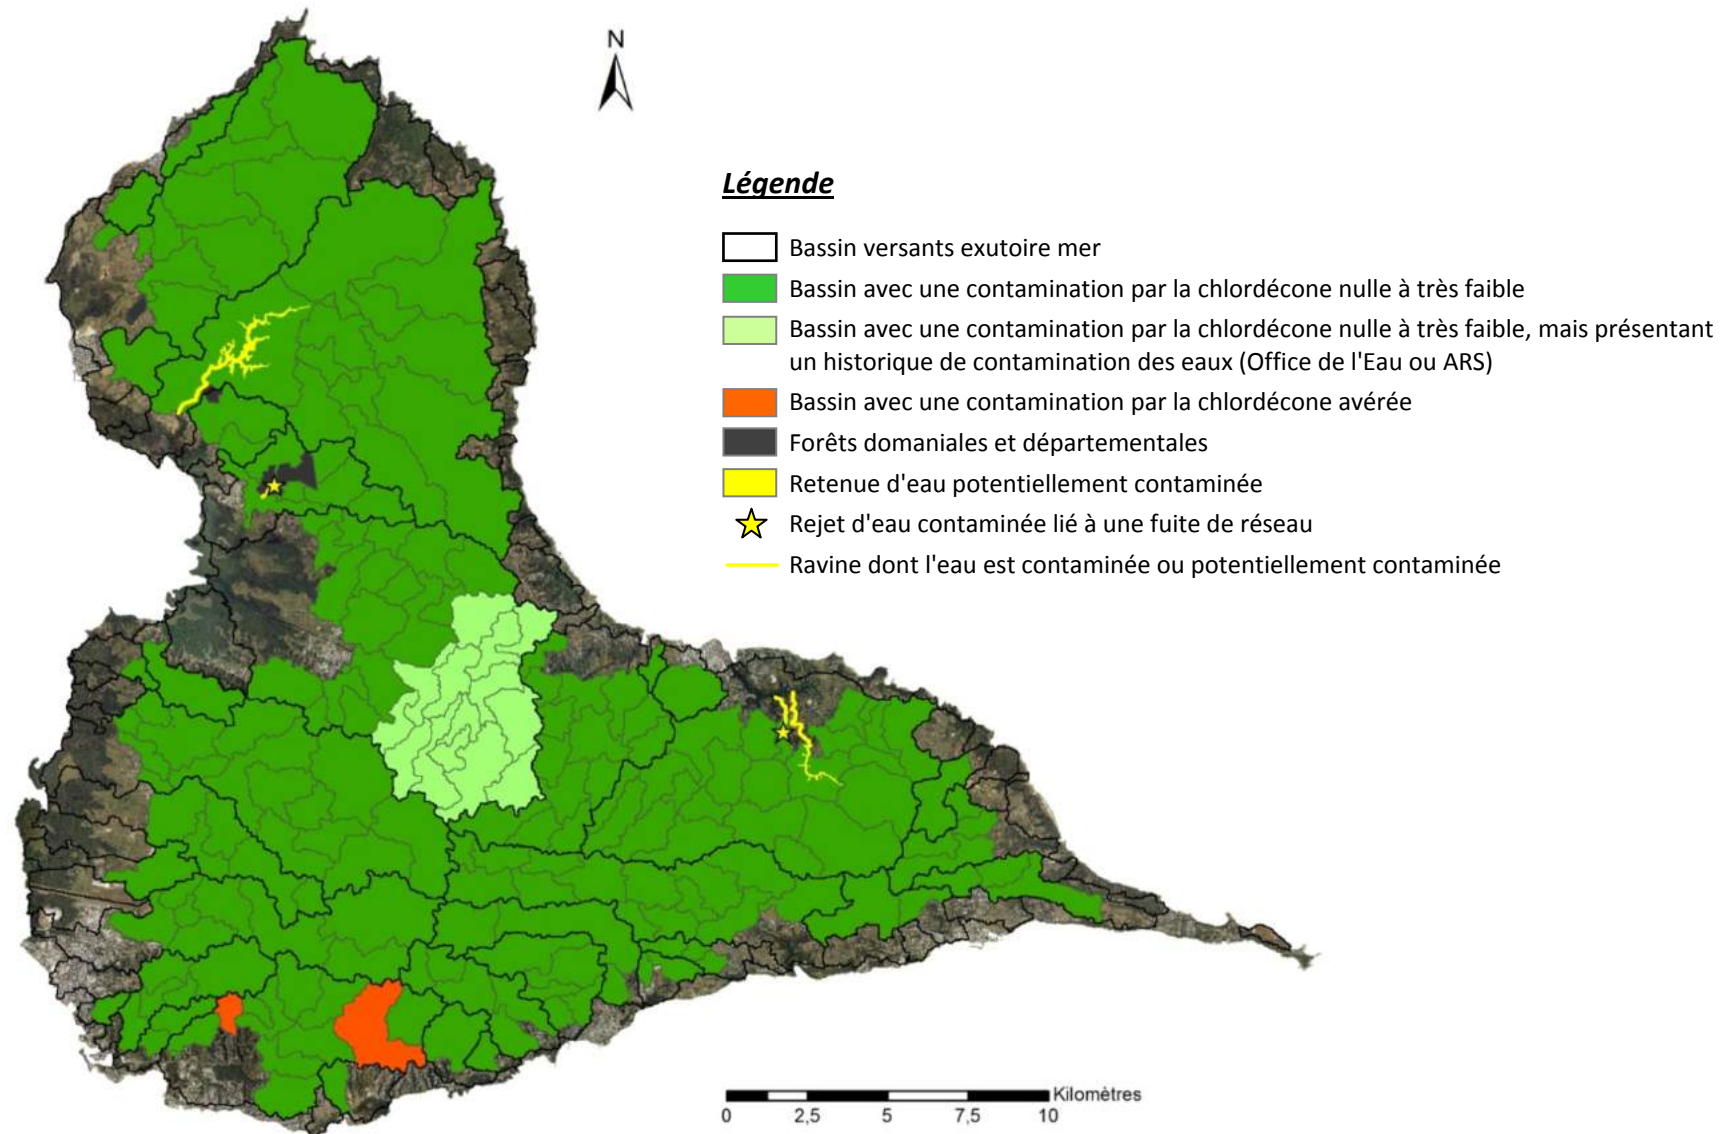 N
Légende
Bassin versants exutoire mer
Bassin avec une contamination par la chlordécone nulle à très faible
Bassin avec une contamination par la chlordécone nulle à très faible, mais présentant
un historique de contamination des eaux (Office de l'Eau ou ARS)
Bassin avec une contamination par la chlordécone avérée
Forêts domaniales et départementales
Retenue d'eau potentiellement contaminée
Rejet d'eau contaminée lié à une fuite de réseau
Ravine dont l'eau est contaminée ou potentiellement contaminée
Kilomètres
0 2,5 5 7,5 10